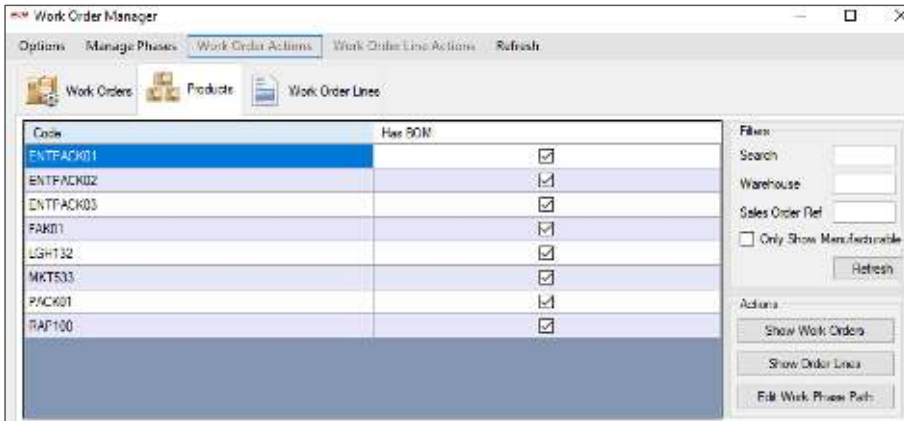 Work Order Manager
Options Manage Phases Work Order Actions Work Order Line Actions Refresh
Work Orders Products Work Order Lines
Code Has BOM
ENTPACK01
ENTPACK02
ENTPACK03
FAK01
LGH132
MKT533
PACK01
RAP100
Filters
Search
Warehouse
Sales Order Ref
Only Show Manufacturable
Refresh
Actions
Show Work Orders
Show Order Lines
Edit Work Phase Path